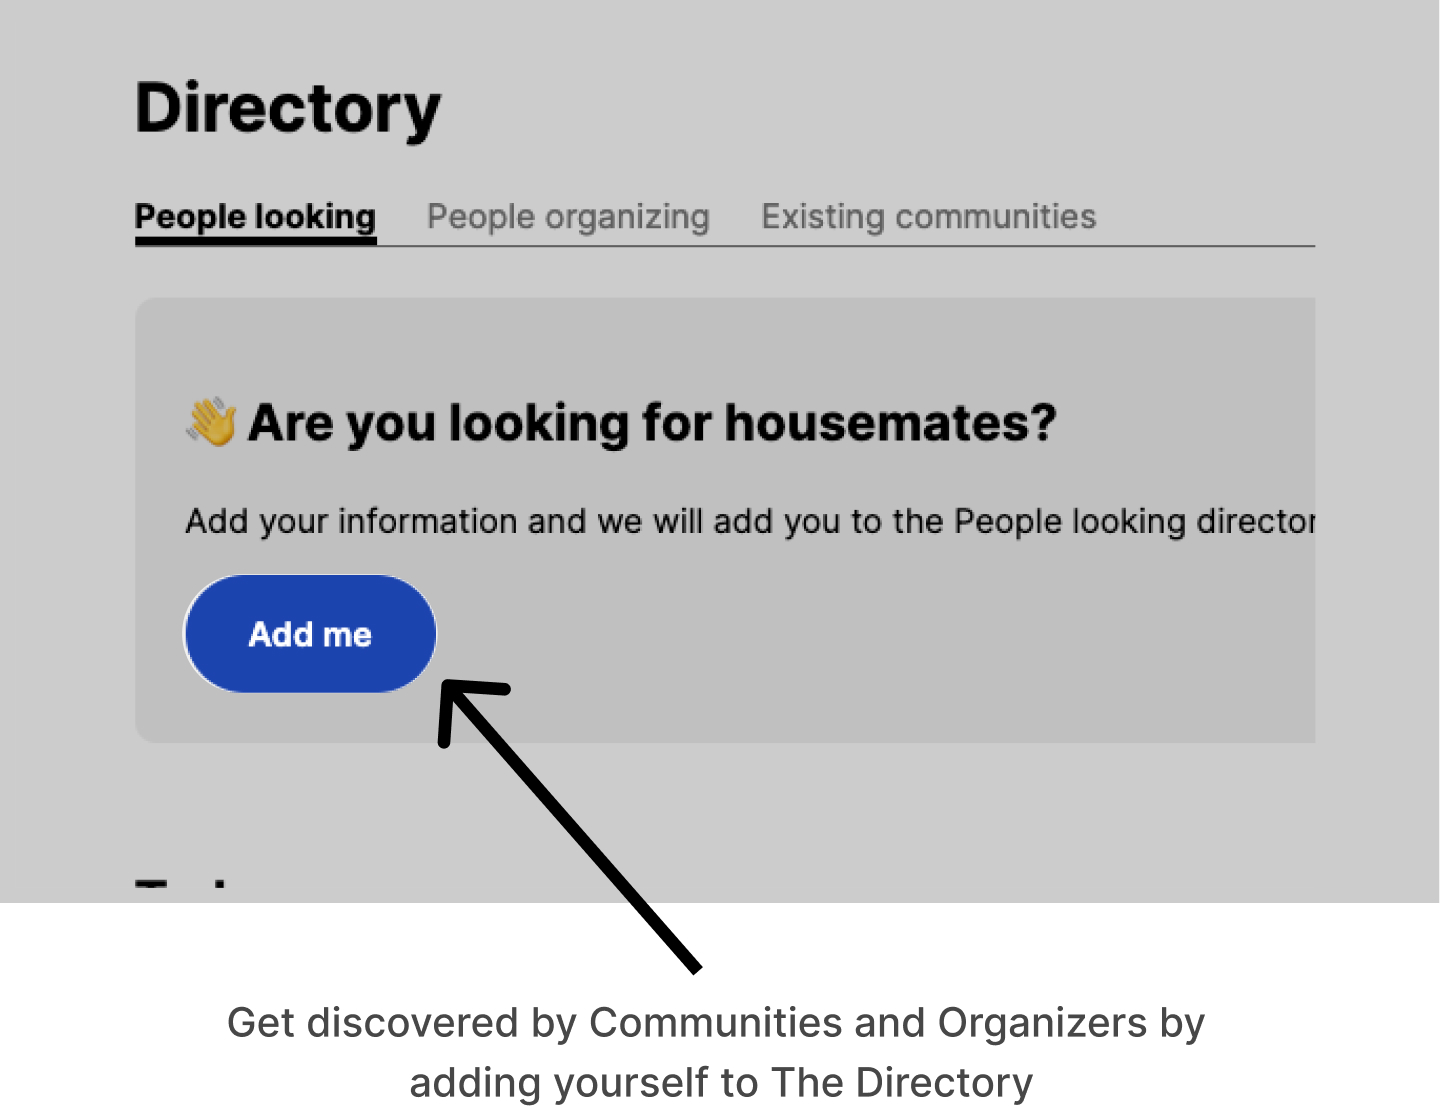 Directory
People looking People organizing Existing communities
👋 Are you looking for housemates?
Add your information and we will add you to the People looking director
Add me
Get discovered by Communities and Organizers by
adding yourself to The Directory